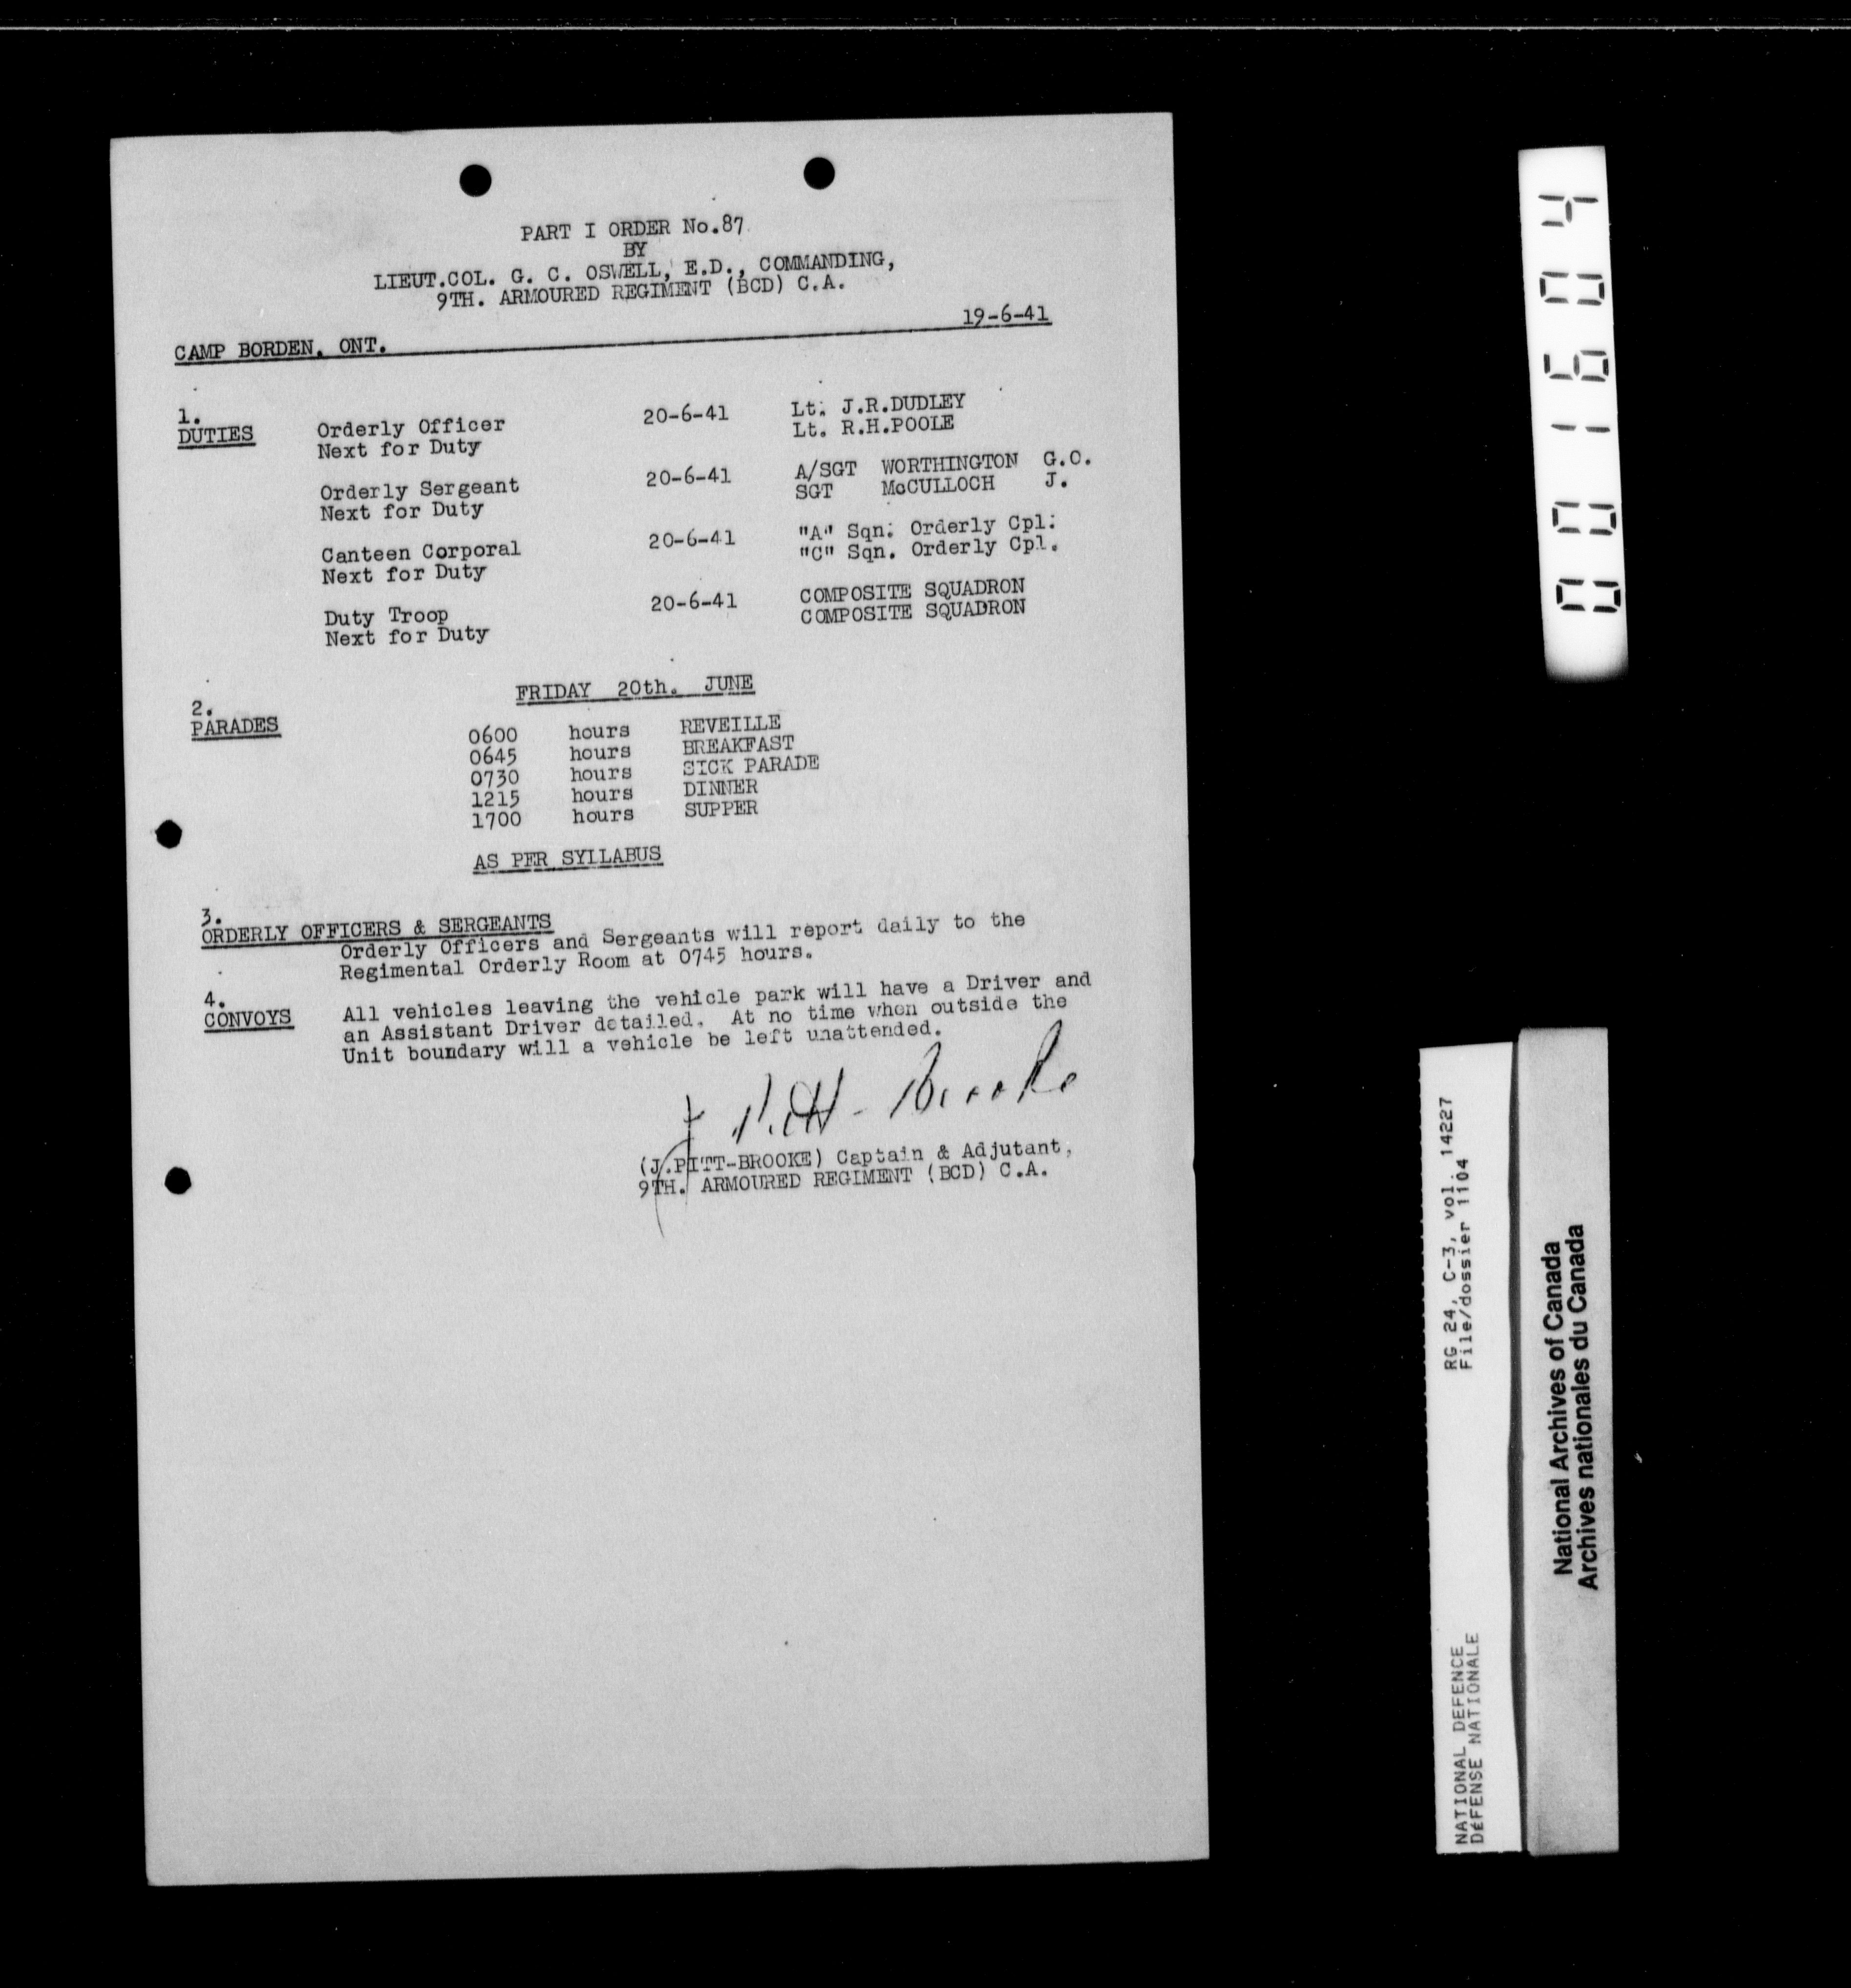 PART I ORDER No.87
BY
LIEUT.COL. G. C. OSWELL, E.D., COMMANDING,
9TH. ARMOURED REGIMENT (BCD) C.A.
19-6-41
CAMP BORDEN, ONT.
1.
DUTIES
Orderly Officer 20-6-41 Lt. J.R.DUDLEY
Next for Duty Lt. R.H.POOLE
Orderly Sergeant 20-6-41 A/SGT WORTHINGTON G.O.
Next for Duty SGT McCULLOCH J.
Canteen Corporal 20-6-41 "A" Sqn. Orderly Cpl.
Next for Duty "C" Sqn. Orderly Cpl.
Duty Troop 20-6-41 COMPOSITE SQUADRON
Next for Duty COMPOSITE SQUADRON
2.
PARADES
FRIDAY 20th. JUNE
0600 hours REVEILLE
0645 hours BREAKFAST
0730 hours SICK PARADE
1215 hours DINNER
1700 hours SUPPER
AS PER SYLLABUS
3.
ORDERLY OFFICERS & SERGEANTS
Orderly Officers and Sergeants will report daily to the
Regimental Orderly Room at 0745 hours.
4.
CONVOYS
All vehicles leaving the vehicle park will have a Driver and
an Assistant Driver detailed. At no time when outside the
Unit boundary will a vehicle be left unattended.
J Pitt-Brooke
(J.PITT-BROOKE) Captain & Adjutant,
9TH. ARMOURED REGIMENT (BCD) C.A.
001604
RG 24, C-3, vol. 14227
File/dossier 1104
NATIONAL DEFENCE
DÉFENSE NATIONALE
National Archives of Canada
Archives nationales du Canada